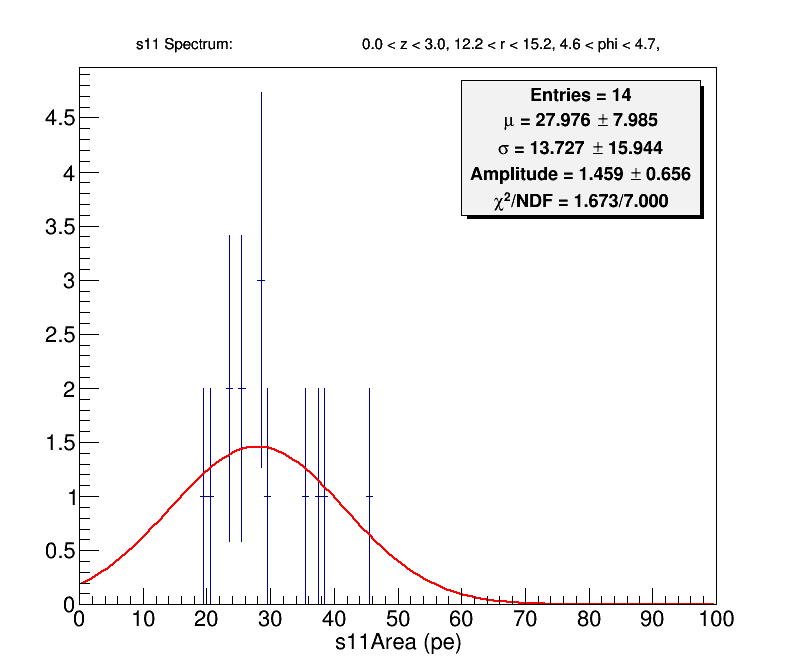 s11 Spectrum: 0.0 < z < 3.0, 12.2 < r < 15.2, 4.6 < phi < 4.7,
Entries = 14
μ = 27.976 ± 7.985
σ = 13.727 ± 15.944
Amplitude = 1.459 ± 0.656
χ²/NDF = 1.673/7.000
4.5
4
3.5
3
2.5
2
1.5
1
0.5
0
0 10 20 30 40 50 60 70 80 90 100
s11Area (pe)